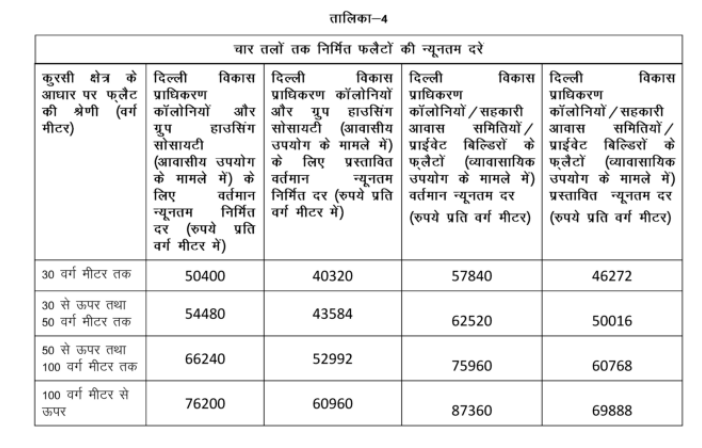 तालिका–4
चार तलों तक निर्मित फलैटों की न्यूनतम दरें
कुरसी क्षेत्र के
आधार पर फ्लैट
की श्रेणी (वर्ग
मीटर)
दिल्ली विकास
प्राधिकरण
कॉलोनियों और
ग्रुप हाउसिंग
सोसायटी
(आवासीय उपयोग
के मामले में) के
लिए वर्तमान
न्यूनतम निर्मित
दर (रुपये प्रति
वर्ग मीटर में)
दिल्ली विकास
प्राधिकरण कॉलोनियों
और ग्रुप हाउसिंग
सोसायटी (आवासीय
उपयोग के मामले में)
के लिए प्रस्तावित
वर्तमान न्यूनतम
निर्मित दर (रुपये प्रति
वर्ग मीटर में)
दिल्ली विकास
प्राधिकरण
कॉलोनियों/सहकारी
आवास समितियों/
प्राईवेट बिल्डिरों के
फ्लैटों (व्यावासायिक
उपयोग के मामले में)
वर्तमान न्यूनतम दर
(रुपये प्रति वर्ग मीटर)
दिल्ली विकास
प्राधिकरण
कॉलोनियों/सहकारी
आवास समितियों/
प्राईवेट बिल्डिरों के
फ्लैटों (व्यावासायिक
उपयोग के मामले में)
प्रस्तावित न्यूनतम दर
(रुपये प्रति वर्ग मीटर)
30 वर्ग मीटर तक 50400 40320 57840 46272
30 से ऊपर तथा
50 वर्ग मीटर तक 54480 43584 62520 50016
50 से ऊपर तथा
100 वर्ग मीटर तक 66240 52992 75960 60768
100 वर्ग मीटर से
ऊपर 76200 60960 87360 69888